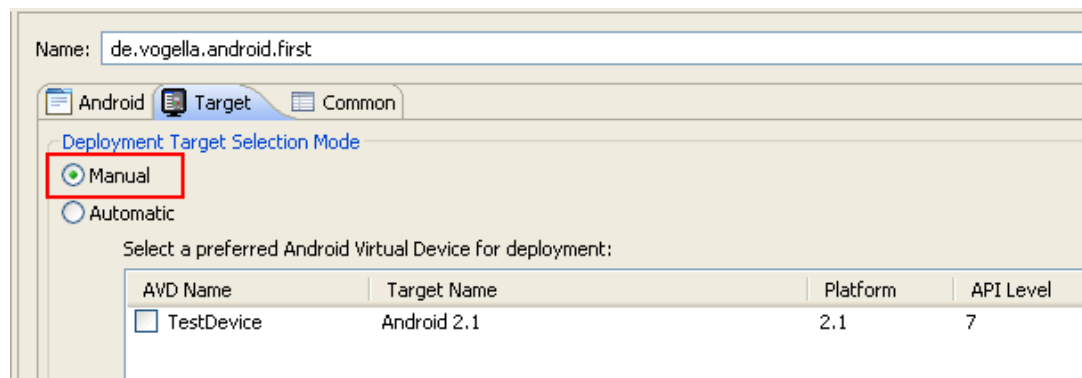 Name: de.vogella.android.first
Android Target Common
Deployment Target Selection Mode
Manual
Automatic
Select a preferred Android Virtual Device for deployment:
AVD Name Target Name Platform API Level
TestDevice Android 2.1 2.1 7